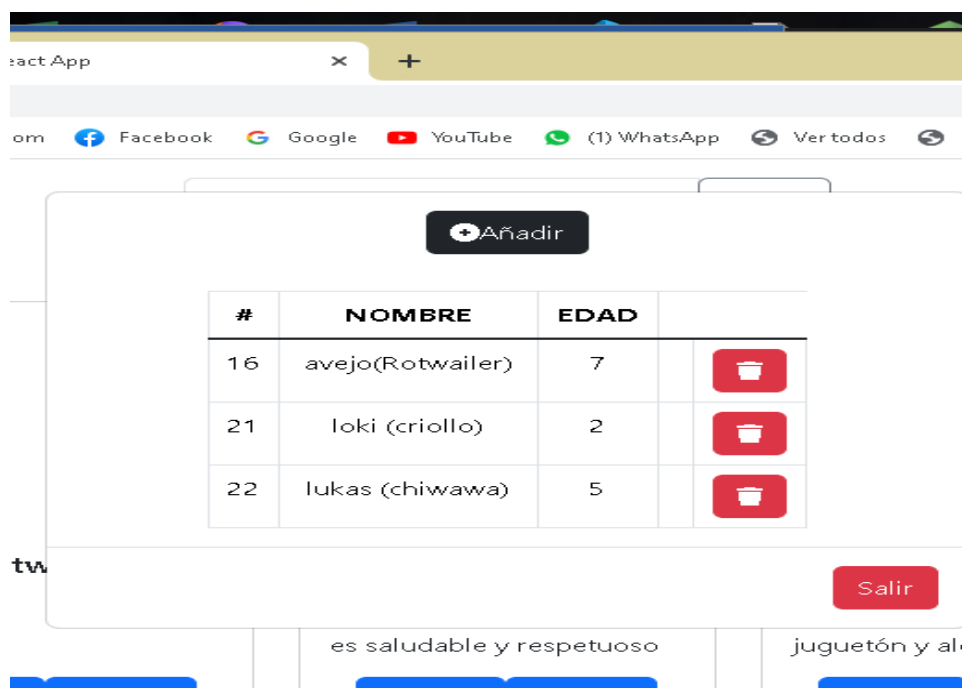 eact App
om Facebook Google YouTube (1) WhatsApp Ver todos
Añadir
# NOMBRE EDAD
16 avejo(Rotwailer) 7
21 loki (criollo) 2
22 lukas (chiwawa) 5
tw
Salir
es saludable y respetuoso
juguetón y al